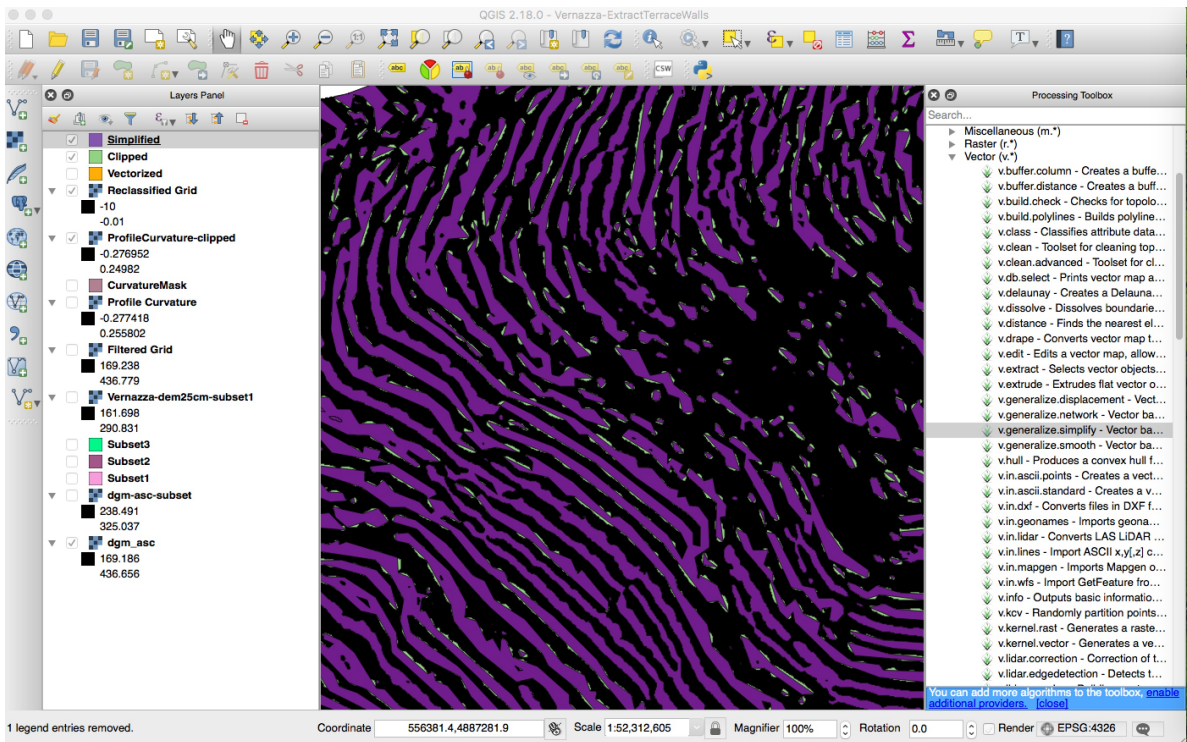 QGIS 2.18.0 - Vernazza-ExtractTerraceWalls
Layers Panel
Simplified
Clipped
Vectorized
Reclassified Grid
-10
-0.01
ProfileCurvature-clipped
-0.276952
0.24982
CurvatureMask
Profile Curvature
-0.277418
0.255802
Filtered Grid
169.238
436.779
Vernazza-dem25cm-subset1
161.698
290.831
Subset3
Subset2
Subset1
dgm-asc-subset
238.491
325.037
dgm_asc
169.186
436.656
Processing Toolbox
Search...
Miscellaneous (m.*)
Raster (r.*)
Vector (v.*)
v.buffer.column - Creates a buffe...
v.buffer.distance - Creates a buff...
v.build.check - Checks for topolo...
v.build.polylines - Builds polyline...
v.class - Classifies attribute data...
v.clean - Toolset for cleaning top...
v.clean.advanced - Toolset for cl...
v.db.select - Prints vector map a...
v.delaunay - Creates a Delauna...
v.dissolve - Dissolves boundarie...
v.distance - Finds the nearest el...
v.drape - Converts vector map t...
v.edit - Edits a vector map, allow...
v.extract - Selects vector objects...
v.extrude - Extrudes flat vector o...
v.generalize.displacement - Vect...
v.generalize.network - Vector ba...
v.generalize.simplify - Vector ba...
v.generalize.smooth - Vector ba...
v.hull - Produces a convex hull f...
v.in.ascii.points - Creates a vect...
v.in.ascii.standard - Creates a v...
v.in.dxf - Converts files in DXF f...
v.in.geonames - Imports geona...
v.in.lidar - Converts LAS LiDAR ...
v.in.lines - Import ASCII x,y[,z] c...
v.in.mapgen - Imports Mapgen o...
v.in.wfs - Import GetFeature fro...
v.info - Outputs basic informatio...
v.kcv - Randomly partition points...
v.kernel.rast - Generates a raste...
v.kernel.vector - Generates a ve...
v.lidar.correction - Correction of t...
v.lidar.edgedetection - Detects t...
You can add more algorithms to the toolbox, enable
additional providers. [close]
1 legend entries removed.
Coordinate 556381.4,4887281.9 Scale 1:52,312,605 Magnifier 100% Rotation 0.0 Render EPSG:4326